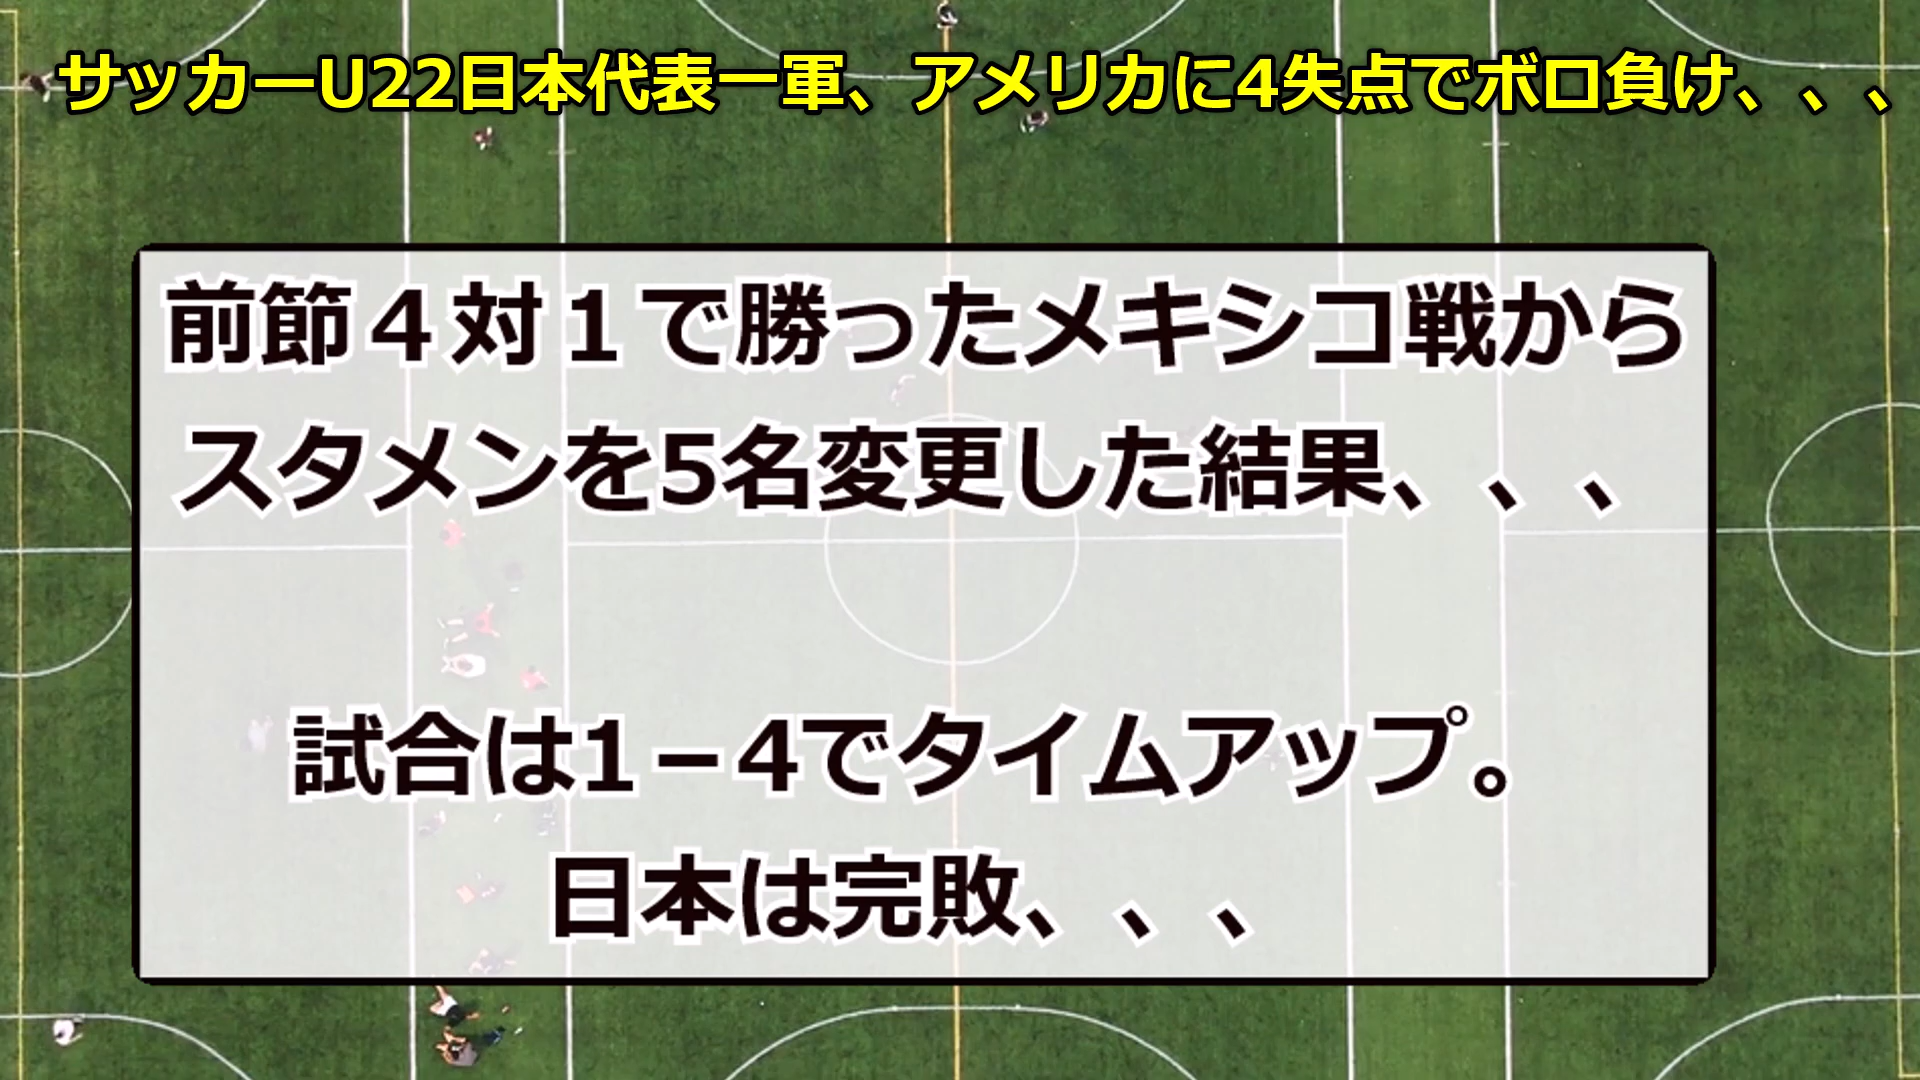 サッカーU22日本代表一軍、アメリカに4失点でボロ負け、、、
前節４対１で勝ったメキシコ戦から
スタメンを5名変更した結果、、、
試合は1－4でタイムアップ。
日本は完敗、、、